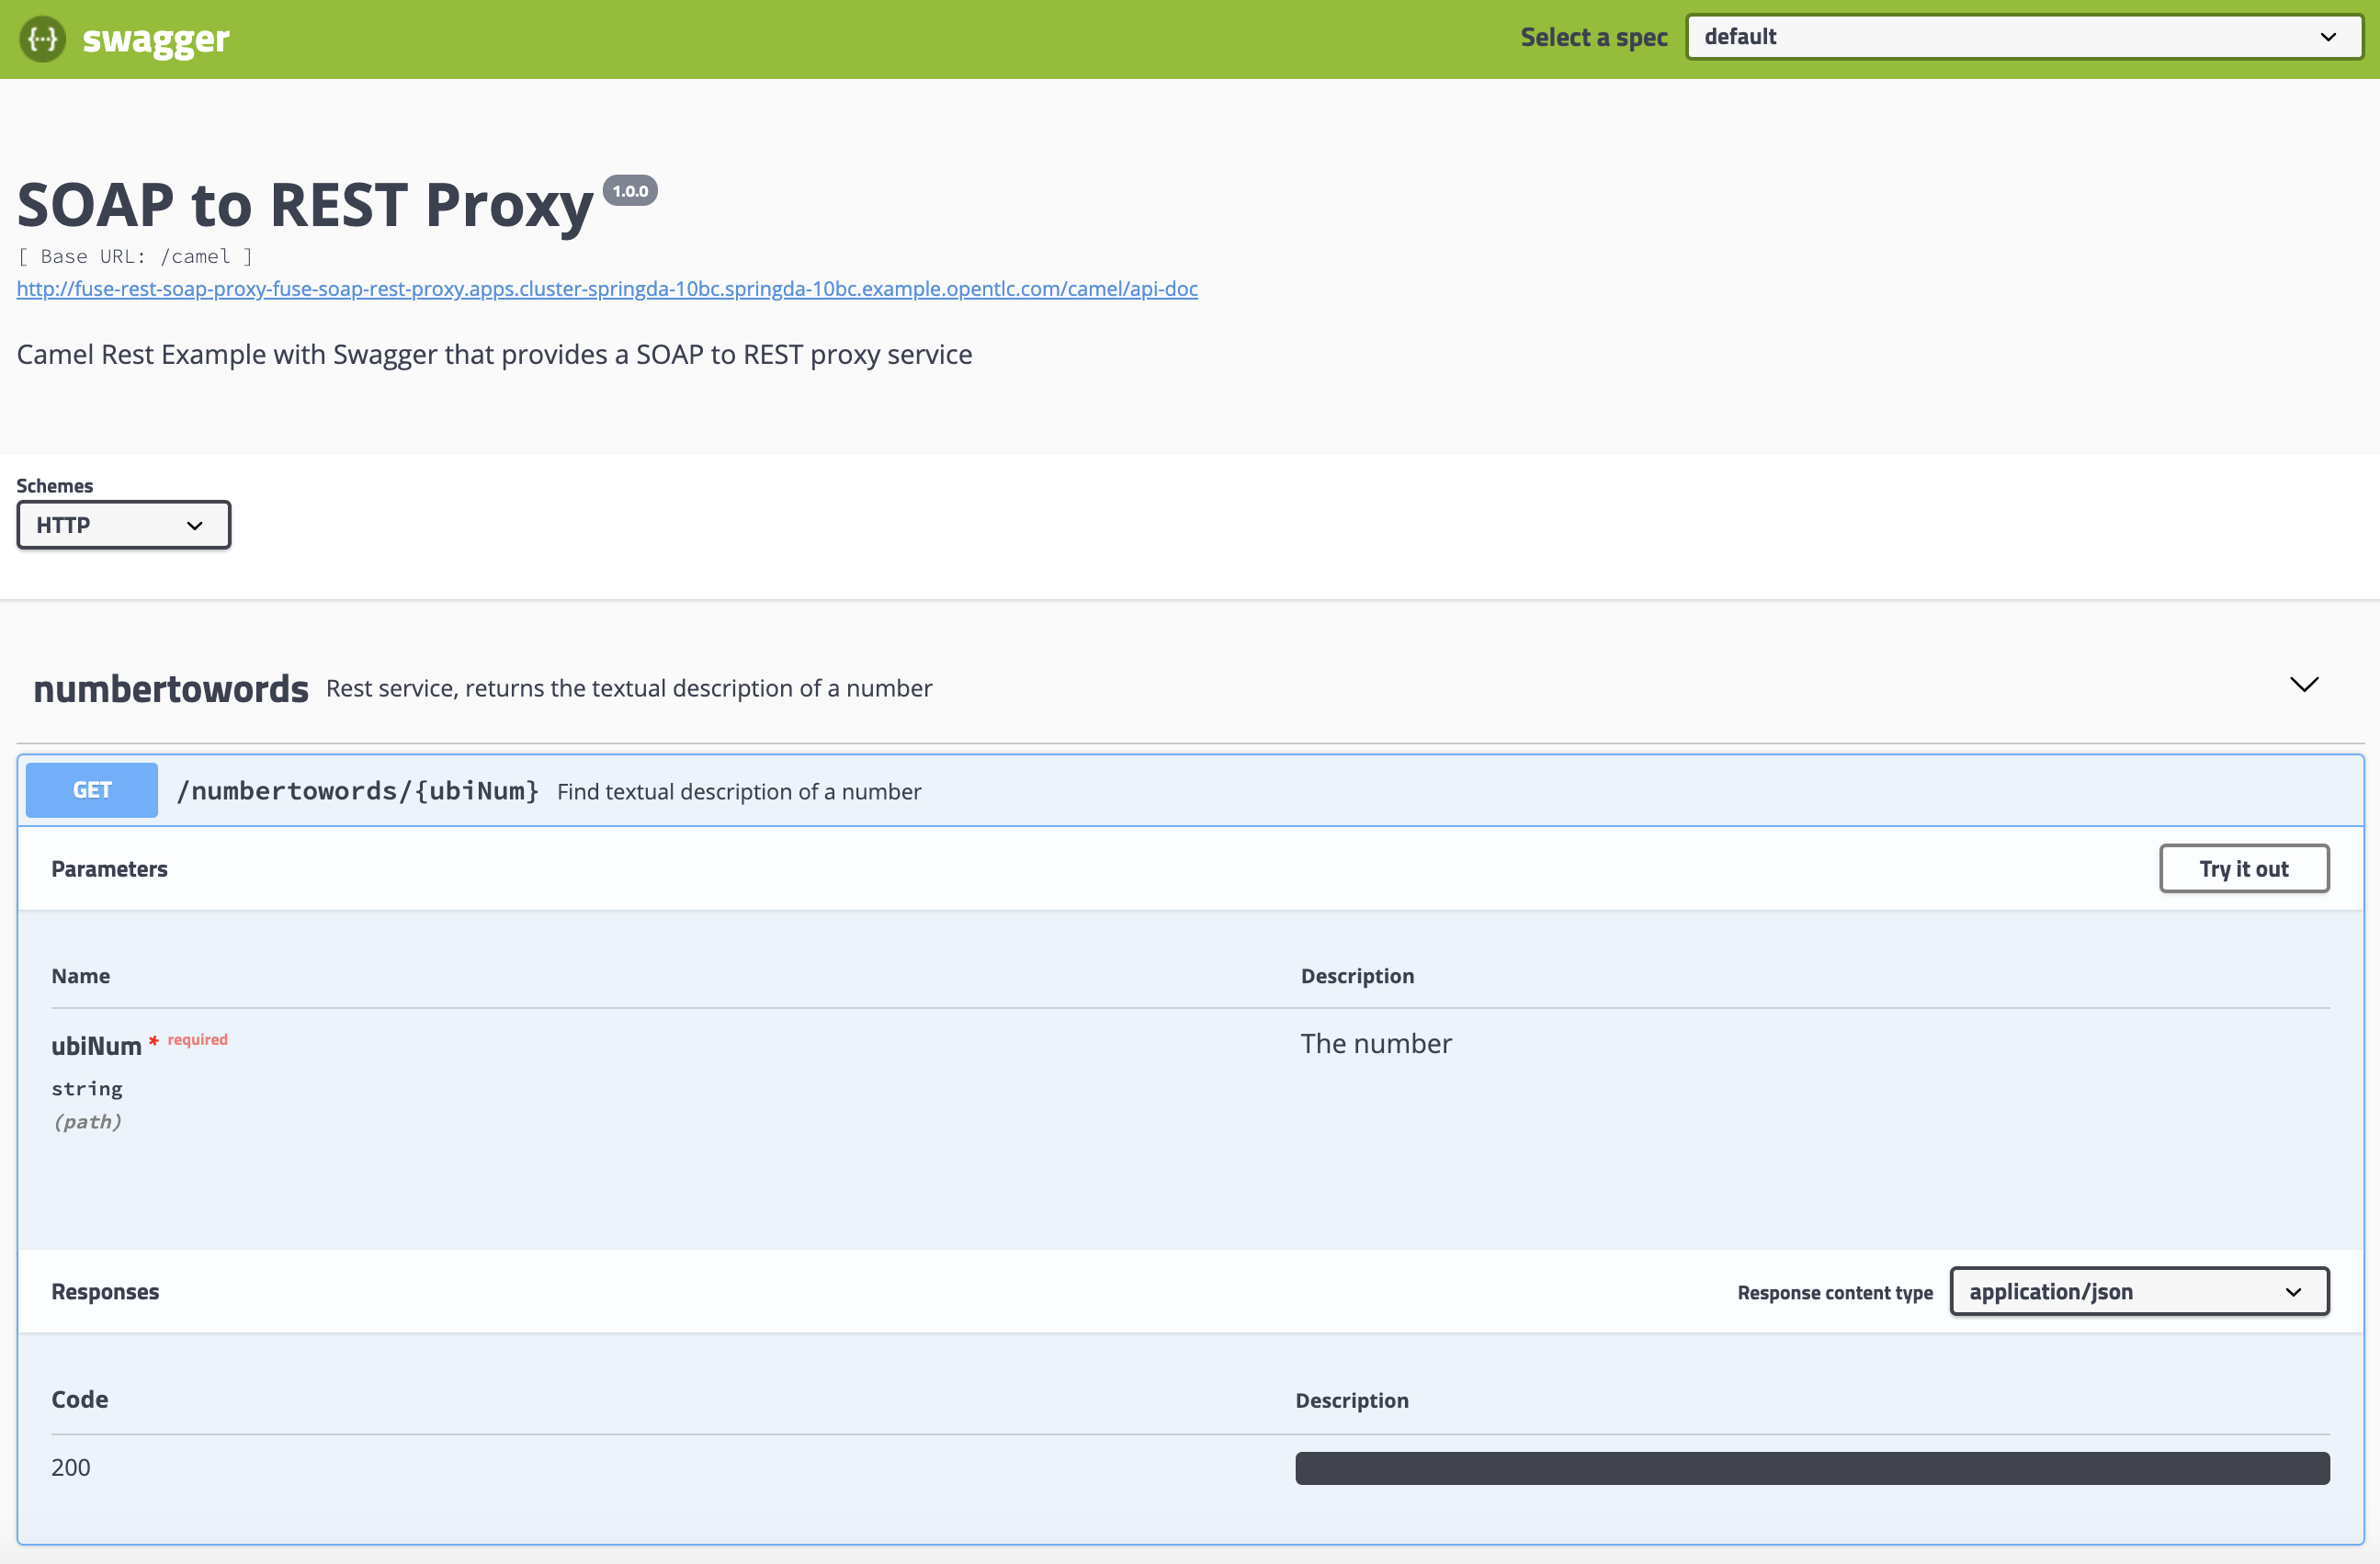 {···} swagger Select a spec default
SOAP to REST Proxy 1.0.0
[ Base URL: /camel ]
http://fuse-rest-soap-proxy-fuse-soap-rest-proxy.apps.cluster-springda-10bc.springda-10bc.example.opentlc.com/camel/api-doc
Camel Rest Example with Swagger that provides a SOAP to REST proxy service
Schemes
HTTP
numbertowords Rest service, returns the textual description of a number
GET /numbertowords/{ubiNum} Find textual description of a number
Parameters Try it out
Name Description
ubiNum * required The number
string
(path)
Responses Response content type application/json
Code Description
200